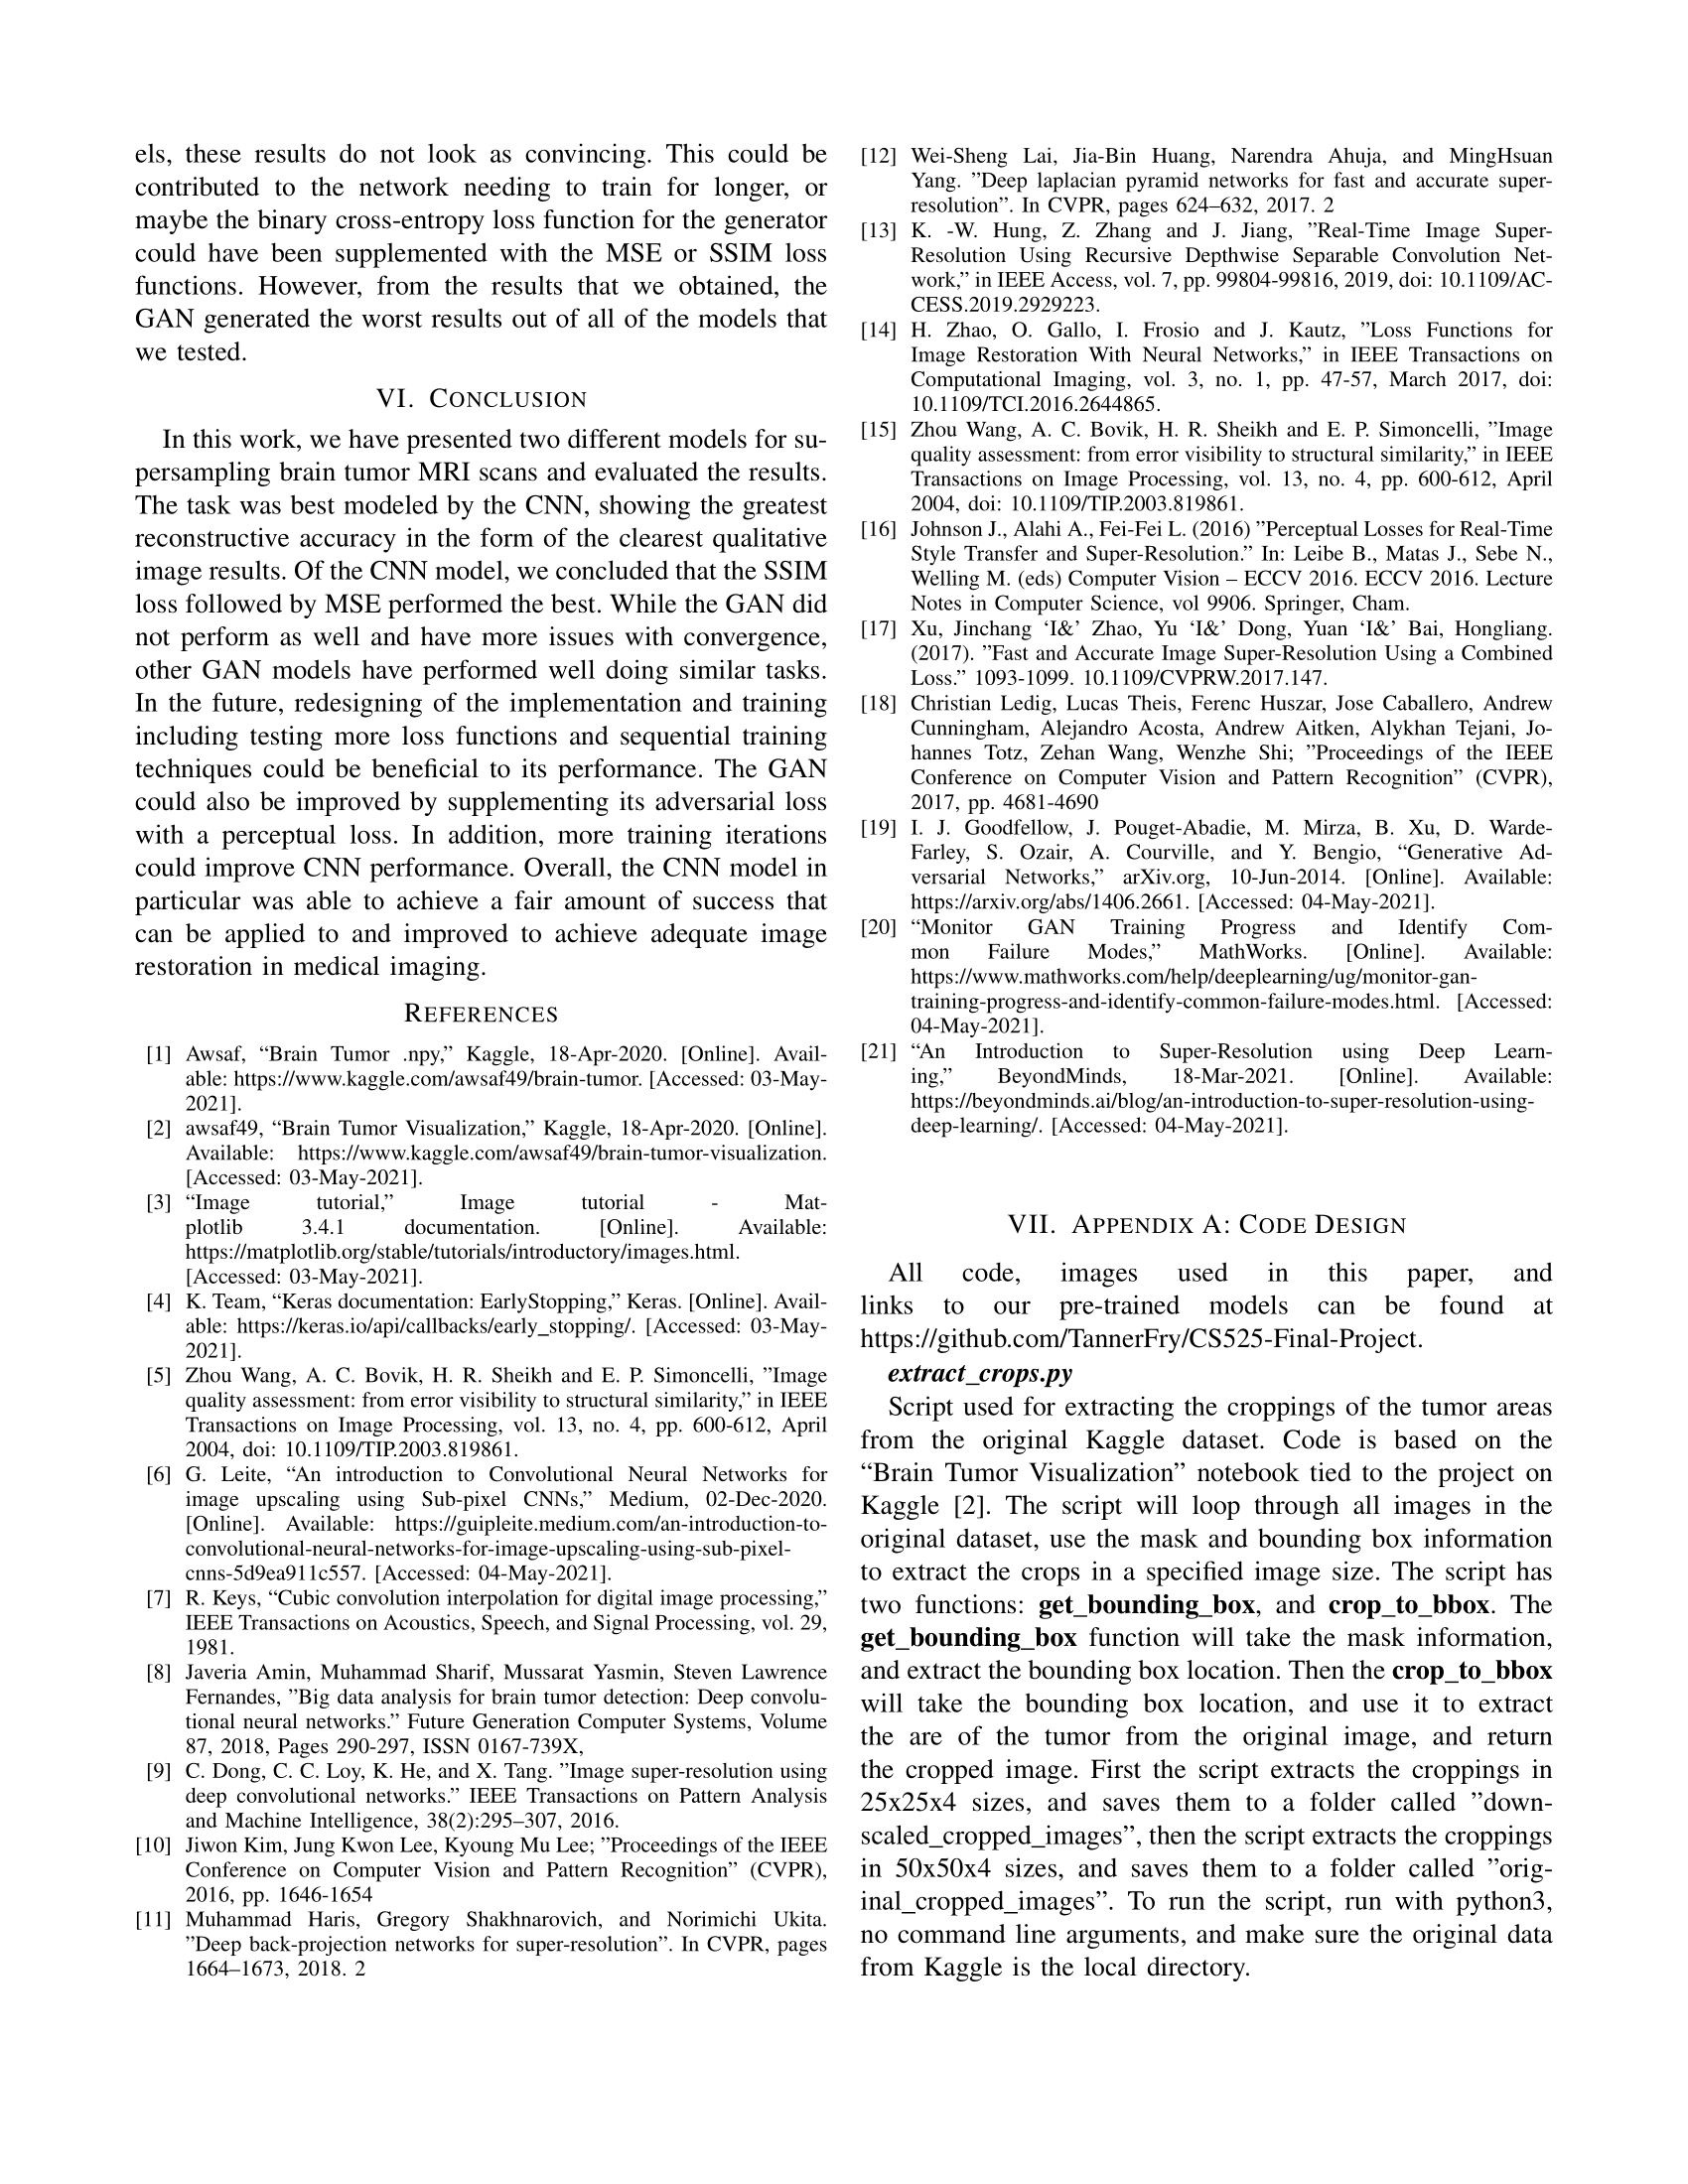 els, these results do not look as convincing. This could be
contributed to the network needing to train for longer, or
maybe the binary cross-entropy loss function for the generator
could have been supplemented with the MSE or SSIM loss
functions. However, from the results that we obtained, the
GAN generated the worst results out of all of the models that
we tested.
VI. CONCLUSION
In this work, we have presented two different models for su-
persampling brain tumor MRI scans and evaluated the results.
The task was best modeled by the CNN, showing the greatest
reconstructive accuracy in the form of the clearest qualitative
image results. Of the CNN model, we concluded that the SSIM
loss followed by MSE performed the best. While the GAN did
not perform as well and have more issues with convergence,
other GAN models have performed well doing similar tasks.
In the future, redesigning of the implementation and training
including testing more loss functions and sequential training
techniques could be beneficial to its performance. The GAN
could also be improved by supplementing its adversarial loss
with a perceptual loss. In addition, more training iterations
could improve CNN performance. Overall, the CNN model in
particular was able to achieve a fair amount of success that
can be applied to and improved to achieve adequate image
restoration in medical imaging.
REFERENCES
[1] Awsaf, “Brain Tumor .npy,” Kaggle, 18-Apr-2020. [Online]. Avail-
able: https://www.kaggle.com/awsaf49/brain-tumor. [Accessed: 03-May-
2021].
[2] awsaf49, “Brain Tumor Visualization,” Kaggle, 18-Apr-2020. [Online].
Available: https://www.kaggle.com/awsaf49/brain-tumor-visualization.
[Accessed: 03-May-2021].
[3] “Image tutorial,” Image tutorial - Mat-
plotlib 3.4.1 documentation. [Online]. Available:
https://matplotlib.org/stable/tutorials/introductory/images.html.
[Accessed: 03-May-2021].
[4] K. Team, “Keras documentation: EarlyStopping,” Keras. [Online]. Avail-
able: https://keras.io/api/callbacks/early_stopping/. [Accessed: 03-May-
2021].
[5] Zhou Wang, A. C. Bovik, H. R. Sheikh and E. P. Simoncelli, ”Image
quality assessment: from error visibility to structural similarity,” in IEEE
Transactions on Image Processing, vol. 13, no. 4, pp. 600-612, April
2004, doi: 10.1109/TIP.2003.819861.
[6] G. Leite, “An introduction to Convolutional Neural Networks for
image upscaling using Sub-pixel CNNs,” Medium, 02-Dec-2020.
[Online]. Available: https://guipleite.medium.com/an-introduction-to-
convolutional-neural-networks-for-image-upscaling-using-sub-pixel-
cnns-5d9ea911c557. [Accessed: 04-May-2021].
[7] R. Keys, “Cubic convolution interpolation for digital image processing,”
IEEE Transactions on Acoustics, Speech, and Signal Processing, vol. 29,
1981.
[8] Javeria Amin, Muhammad Sharif, Mussarat Yasmin, Steven Lawrence
Fernandes, ”Big data analysis for brain tumor detection: Deep convolu-
tional neural networks.” Future Generation Computer Systems, Volume
87, 2018, Pages 290-297, ISSN 0167-739X,
[9] C. Dong, C. C. Loy, K. He, and X. Tang. ”Image super-resolution using
deep convolutional networks.” IEEE Transactions on Pattern Analysis
and Machine Intelligence, 38(2):295–307, 2016.
[10] Jiwon Kim, Jung Kwon Lee, Kyoung Mu Lee; ”Proceedings of the IEEE
Conference on Computer Vision and Pattern Recognition” (CVPR),
2016, pp. 1646-1654
[11] Muhammad Haris, Gregory Shakhnarovich, and Norimichi Ukita.
”Deep back-projection networks for super-resolution”. In CVPR, pages
1664–1673, 2018. 2
[12] Wei-Sheng Lai, Jia-Bin Huang, Narendra Ahuja, and MingHsuan
Yang. ”Deep laplacian pyramid networks for fast and accurate super-
resolution”. In CVPR, pages 624–632, 2017. 2
[13] K. -W. Hung, Z. Zhang and J. Jiang, ”Real-Time Image Super-
Resolution Using Recursive Depthwise Separable Convolution Net-
work,” in IEEE Access, vol. 7, pp. 99804-99816, 2019, doi: 10.1109/AC-
CESS.2019.2929223.
[14] H. Zhao, O. Gallo, I. Frosio and J. Kautz, ”Loss Functions for
Image Restoration With Neural Networks,” in IEEE Transactions on
Computational Imaging, vol. 3, no. 1, pp. 47-57, March 2017, doi:
10.1109/TCI.2016.2644865.
[15] Zhou Wang, A. C. Bovik, H. R. Sheikh and E. P. Simoncelli, ”Image
quality assessment: from error visibility to structural similarity,” in IEEE
Transactions on Image Processing, vol. 13, no. 4, pp. 600-612, April
2004, doi: 10.1109/TIP.2003.819861.
[16] Johnson J., Alahi A., Fei-Fei L. (2016) ”Perceptual Losses for Real-Time
Style Transfer and Super-Resolution.” In: Leibe B., Matas J., Sebe N.,
Welling M. (eds) Computer Vision – ECCV 2016. ECCV 2016. Lecture
Notes in Computer Science, vol 9906. Springer, Cham.
[17] Xu, Jinchang ‘I&’ Zhao, Yu ‘I&’ Dong, Yuan ‘I&’ Bai, Hongliang.
(2017). ”Fast and Accurate Image Super-Resolution Using a Combined
Loss.” 1093-1099. 10.1109/CVPRW.2017.147.
[18] Christian Ledig, Lucas Theis, Ferenc Huszar, Jose Caballero, Andrew
Cunningham, Alejandro Acosta, Andrew Aitken, Alykhan Tejani, Jo-
hannes Totz, Zehan Wang, Wenzhe Shi; ”Proceedings of the IEEE
Conference on Computer Vision and Pattern Recognition” (CVPR),
2017, pp. 4681-4690
[19] I. J. Goodfellow, J. Pouget-Abadie, M. Mirza, B. Xu, D. Warde-
Farley, S. Ozair, A. Courville, and Y. Bengio, “Generative Ad-
versarial Networks,” arXiv.org, 10-Jun-2014. [Online]. Available:
https://arxiv.org/abs/1406.2661. [Accessed: 04-May-2021].
[20] “Monitor GAN Training Progress and Identify Com-
mon Failure Modes,” MathWorks. [Online]. Available:
https://www.mathworks.com/help/deeplearning/ug/monitor-gan-
training-progress-and-identify-common-failure-modes.html. [Accessed:
04-May-2021].
[21] “An Introduction to Super-Resolution using Deep Learn-
ing,” BeyondMinds, 18-Mar-2021. [Online]. Available:
https://beyondminds.ai/blog/an-introduction-to-super-resolution-using-
deep-learning/. [Accessed: 04-May-2021].
VII. APPENDIX A: CODE DESIGN
All code, images used in this paper, and
links to our pre-trained models can be found at
https://github.com/TannerFry/CS525-Final-Project.
extract_crops.py
Script used for extracting the croppings of the tumor areas
from the original Kaggle dataset. Code is based on the
“Brain Tumor Visualization” notebook tied to the project on
Kaggle [2]. The script will loop through all images in the
original dataset, use the mask and bounding box information
to extract the crops in a specified image size. The script has
two functions: get_bounding_box, and crop_to_bbox. The
get_bounding_box function will take the mask information,
and extract the bounding box location. Then the crop_to_bbox
will take the bounding box location, and use it to extract
the are of the tumor from the original image, and return
the cropped image. First the script extracts the croppings in
25x25x4 sizes, and saves them to a folder called ”down-
scaled_cropped_images”, then the script extracts the croppings
in 50x50x4 sizes, and saves them to a folder called ”orig-
inal_cropped_images”. To run the script, run with python3,
no command line arguments, and make sure the original data
from Kaggle is the local directory.